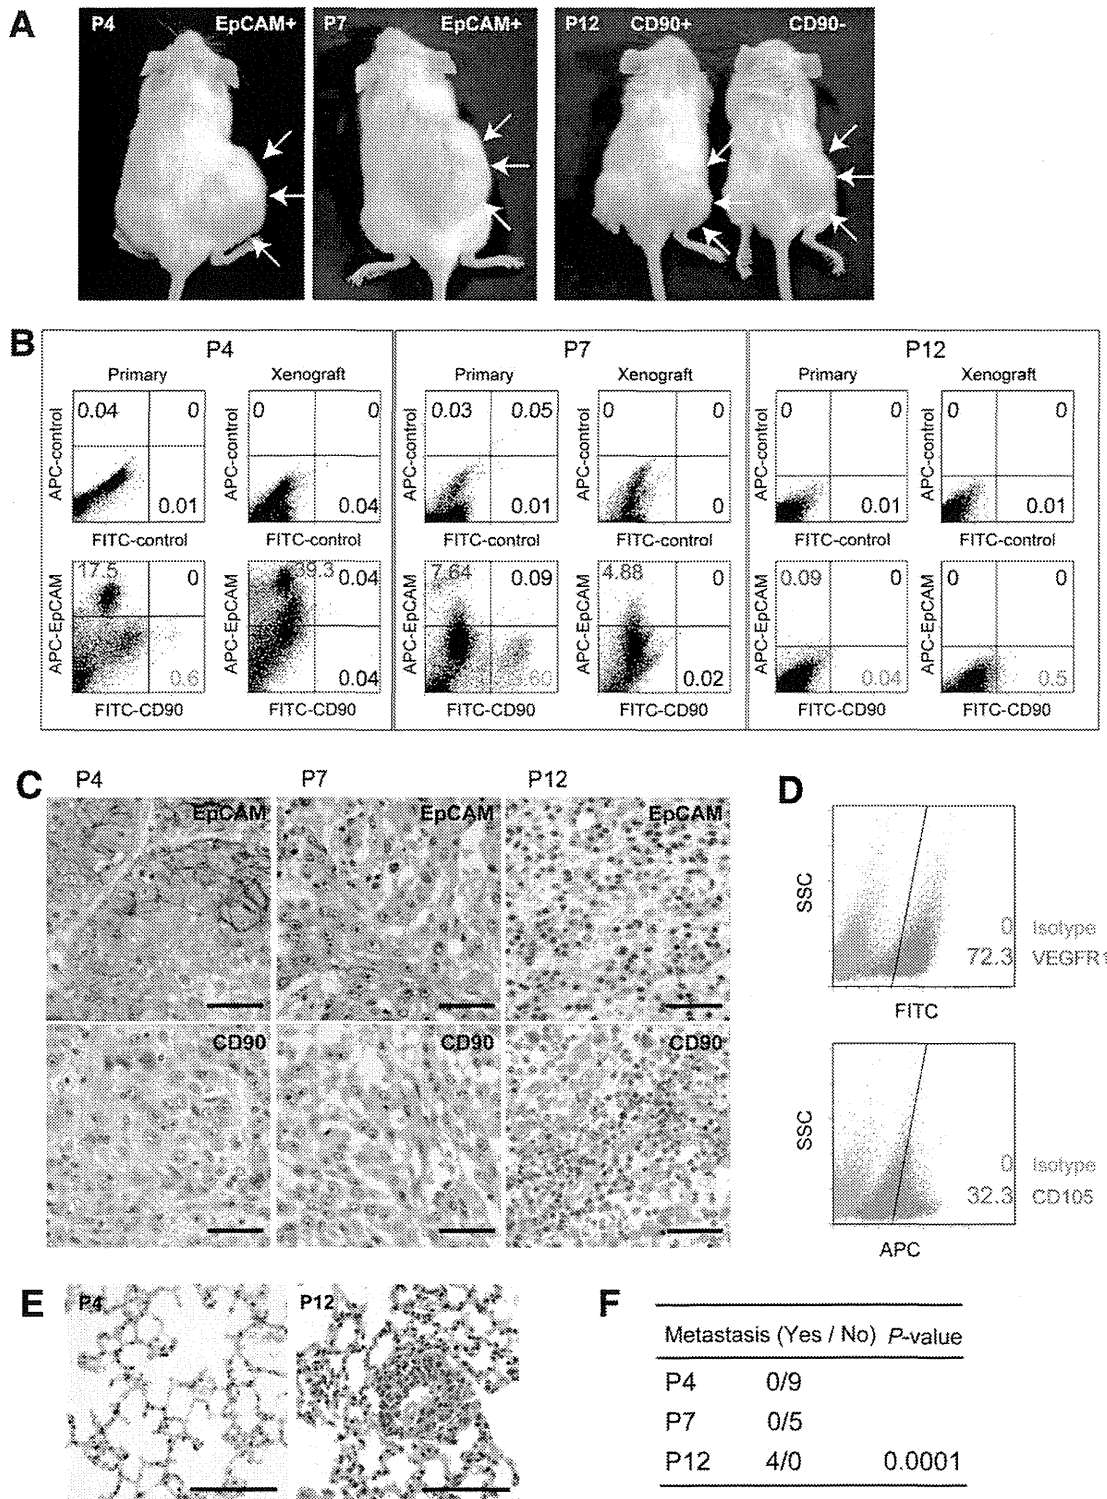 A
P4 EpCAM+
P7 EpCAM+
P12 CD90+ CD90-
B
P4
P7
P12
Primary Xenograft
Primary Xenograft
Primary Xenograft
APC-control 0.04 0 0.01 FITC-control
APC-control 0 0 0.04 FITC-control
APC-control 0.03 0.05 0.01 FITC-control
APC-control 0 0 0 FITC-control
APC-control 0 0 0.01 FITC-control
APC-control 0 0 0.01 FITC-control
APC-EpCAM 17.5 0 0.6 FITC-CD90
APC-EpCAM 39.3 0.04 0.04 FITC-CD90
APC-EpCAM 7.64 0.09 .60 FITC-CD90
APC-EpCAM 4.88 0 0.02 FITC-CD90
APC-EpCAM 0.09 0 0.04 FITC-CD90
APC-EpCAM 0 0 0.5 FITC-CD90
C
P4 P7 P12
EpCAM EpCAM EpCAM
CD90 CD90 CD90
D
SSC
0 Isotype
72.3 VEGFR1
FITC
SSC
0 Isotype
32.3 CD105
APC
E
P4
P12
F
Metastasis (Yes / No) P-value
P4 0/9
P7 0/5
P12 4/0 0.0001